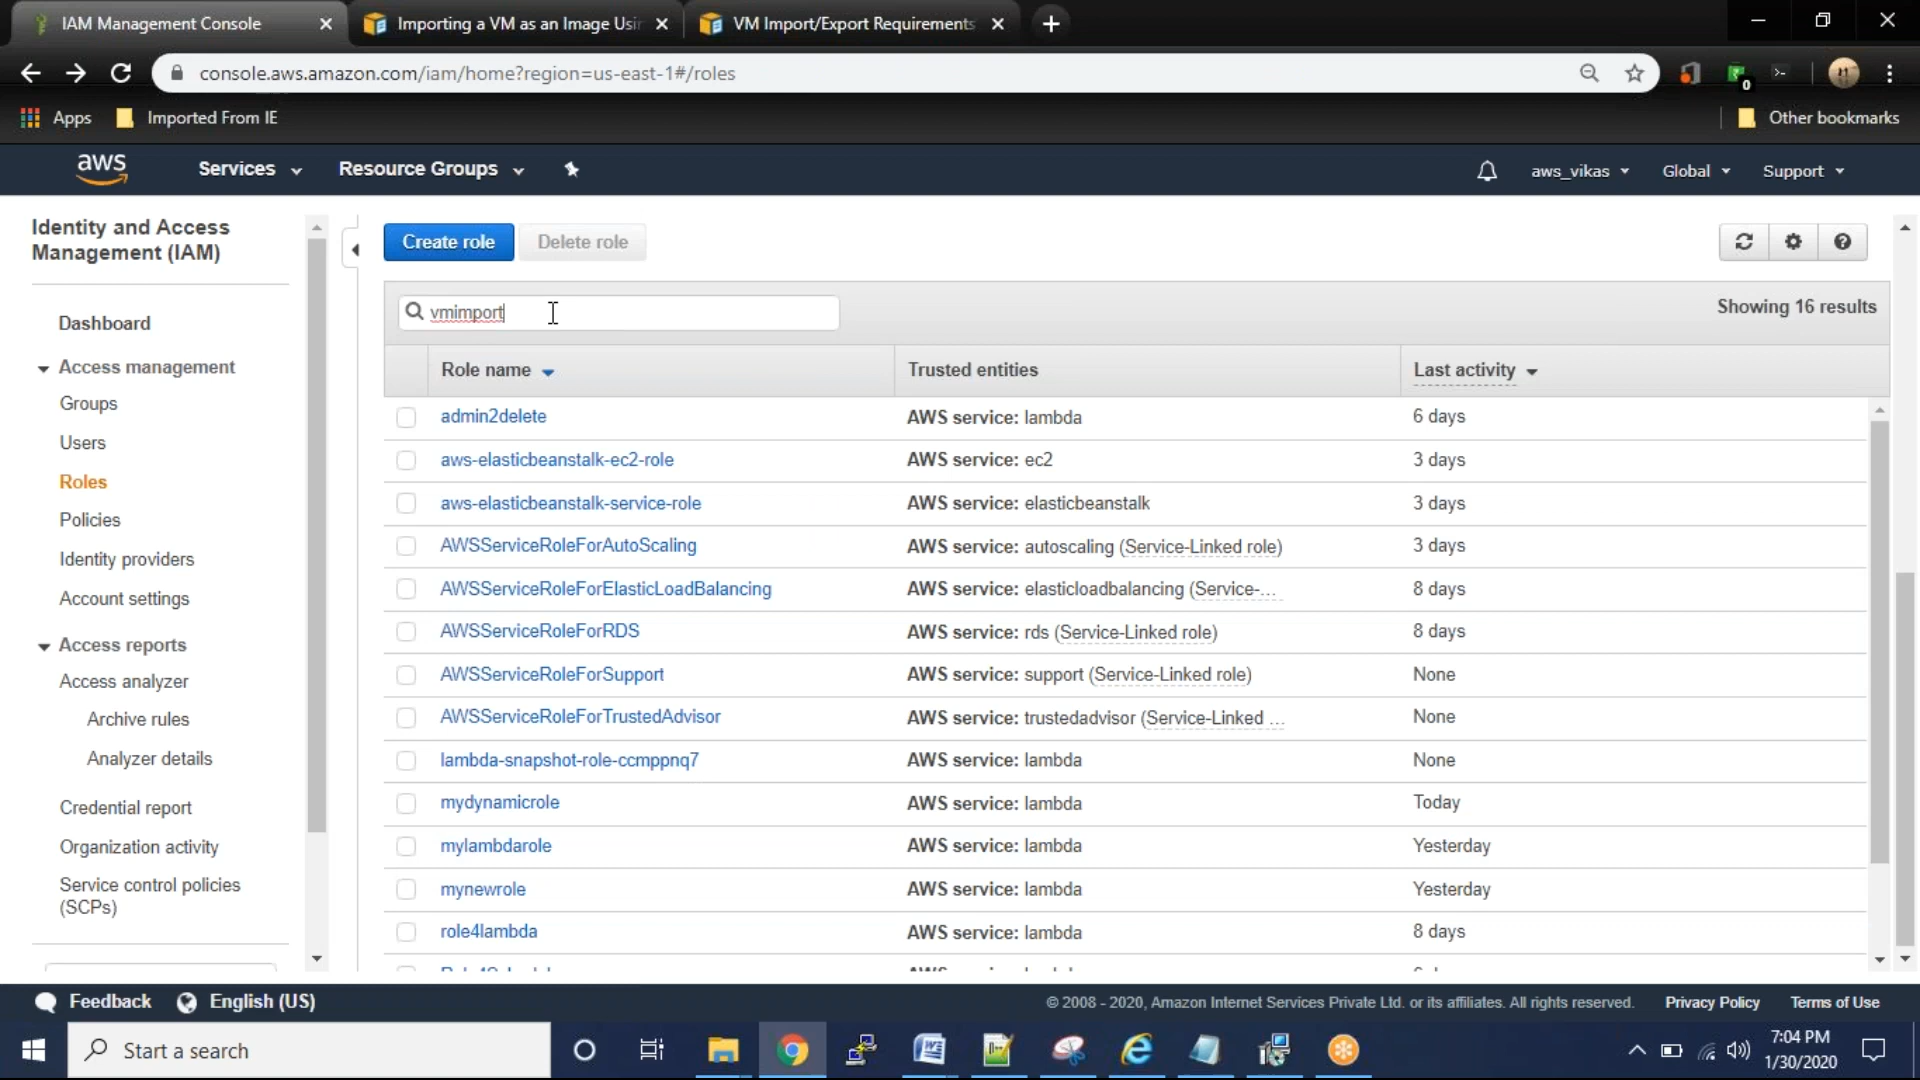 IAM Management Console
Importing a VM as an Image Usin
VM Import/Export Requirements
console.aws.amazon.com/iam/home?region=us-east-1#/roles
0
Apps
Imported From IE
Other bookmarks
aws
Services
Resource Groups
aws_vikas
Global
Support
Identity and Access
Management (IAM)
Dashboard
Access management
Groups
Users
Roles
Policies
Identity providers
Account settings
Access reports
Access analyzer
Archive rules
Analyzer details
Credential report
Organization activity
Service control policies
(SCPs)
Create role
Delete role
vmimport
Showing 16 results
Role name
Trusted entities
Last activity
admin2delete AWS service: lambda 6 days
aws-elasticbeanstalk-ec2-role AWS service: ec2 3 days
aws-elasticbeanstalk-service-role AWS service: elasticbeanstalk 3 days
AWSServiceRoleForAutoScaling AWS service: autoscaling (Service-Linked role) 3 days
AWSServiceRoleForElasticLoadBalancing AWS service: elasticloadbalancing (Service-... 8 days
AWSServiceRoleForRDS AWS service: rds (Service-Linked role) 8 days
AWSServiceRoleForSupport AWS service: support (Service-Linked role) None
AWSServiceRoleForTrustedAdvisor AWS service: trustedadvisor (Service-Linked ... None
lambda-snapshot-role-ccmppnq7 AWS service: lambda None
mydynamicrole AWS service: lambda Today
mylambdarole AWS service: lambda Yesterday
mynewrole AWS service: lambda Yesterday
role4lambda AWS service: lambda 8 days
Feedback
English (US)
© 2008 - 2020, Amazon Internet Services Private Ltd. or its affiliates. All rights reserved.
Privacy Policy
Terms of Use
Start a search
7:04 PM
1/30/2020